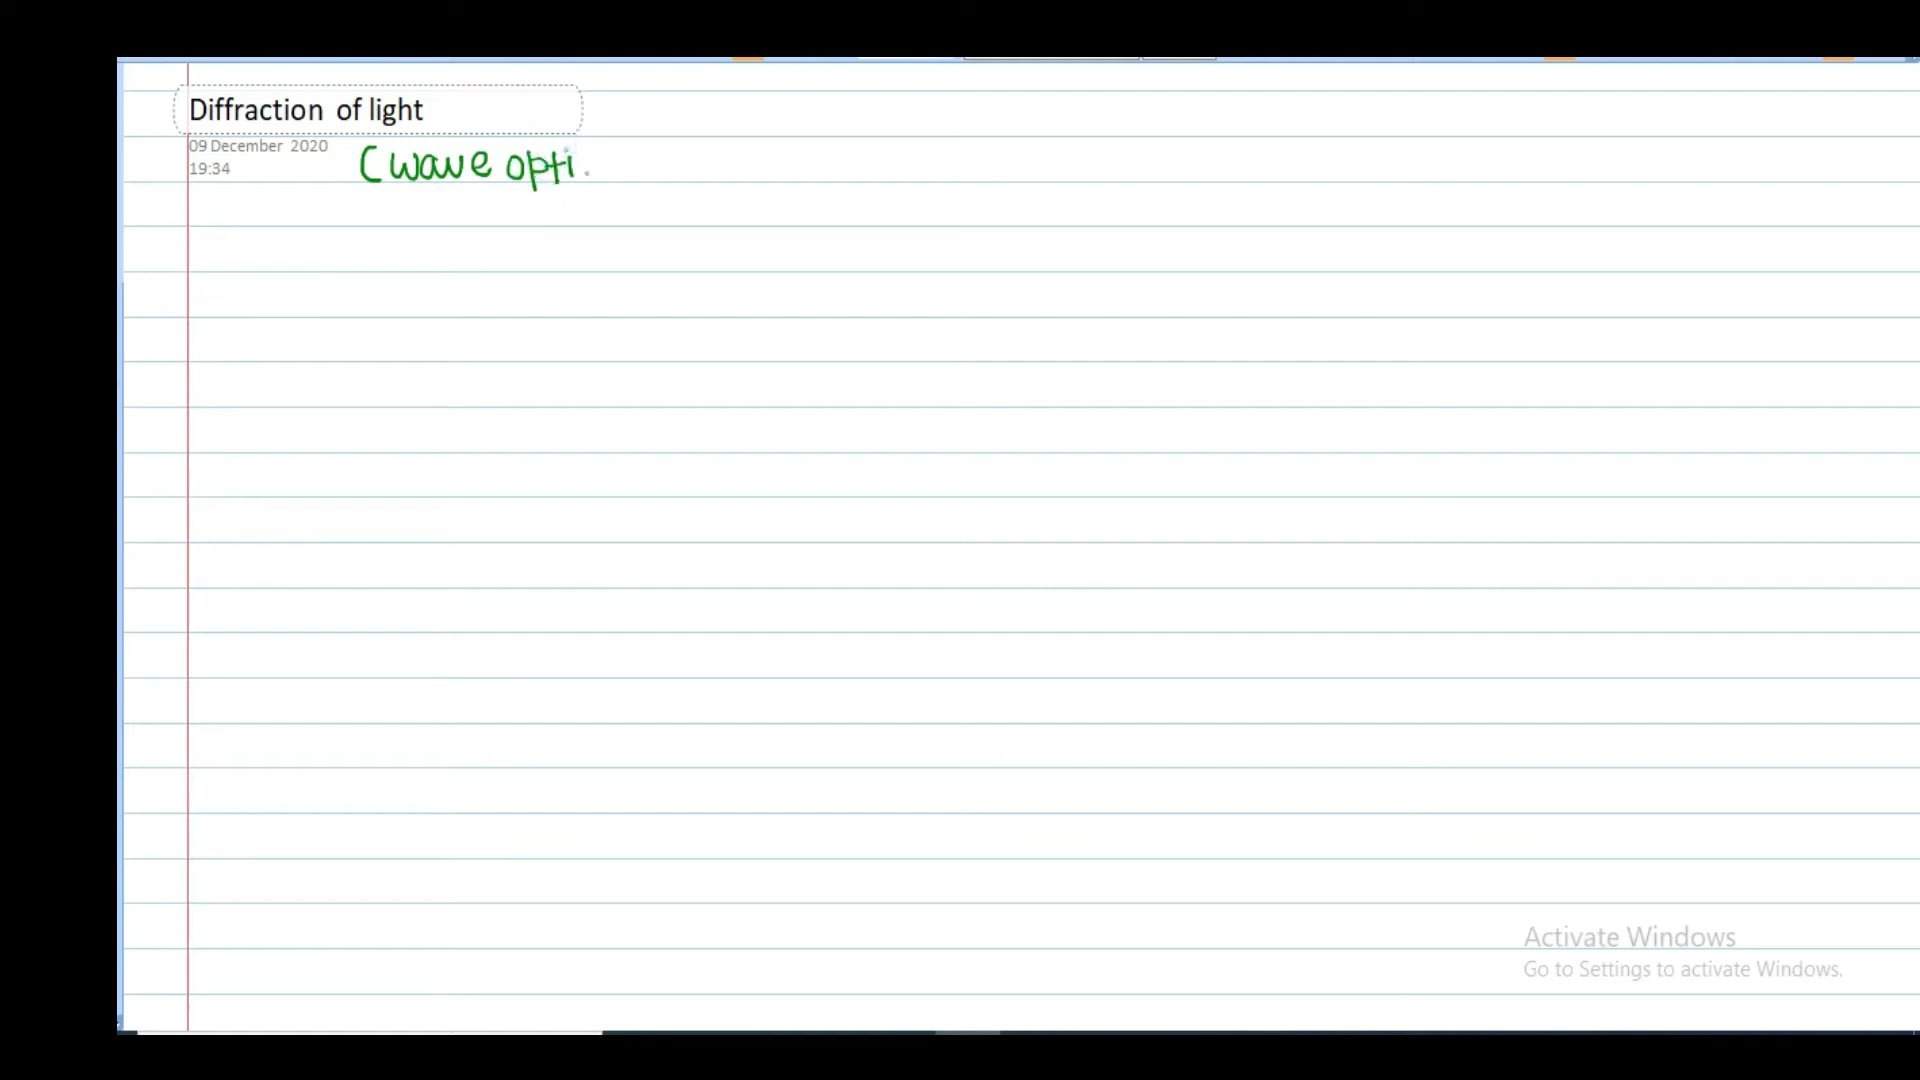 Diffraction of light
09 December 2020
19:34
(wave opti
Activate Windows
Go to Settings to activate Windows.